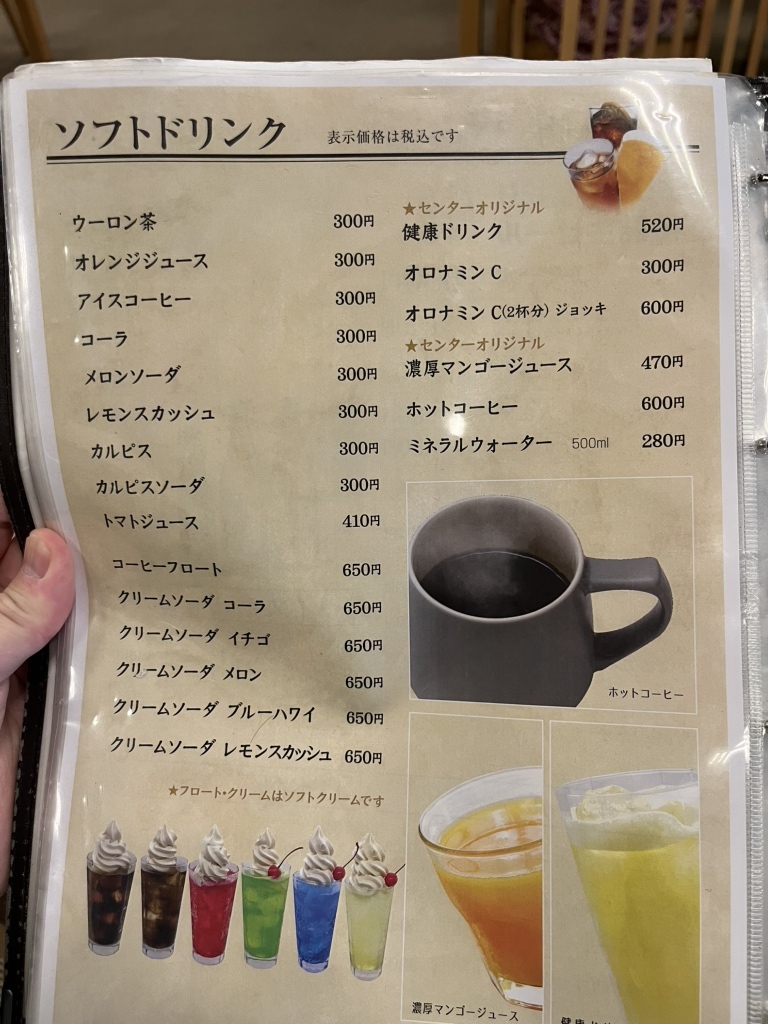 ソフトドリンク 表示価格は税込です
ウーロン茶 300円
オレンジジュース 300円
アイスコーヒー 300円
コーラ 300円
メロンソーダ 300円
レモンスカッシュ 300円
カルピス 300円
カルピスソーダ 300円
トマトジュース 410円
コーヒーフロート 650円
クリームソーダ コーラ 650円
クリームソーダ イチゴ 650円
クリームソーダ メロン 650円
クリームソーダ ブルーハワイ 650円
クリームソーダ レモンスカッシュ 650円
★フロート・クリームはソフトクリームです
★センターオリジナル
健康ドリンク 520円
オロナミンC 300円
オロナミンC(2杯分) ジョッキ 600円
★センターオリジナル
濃厚マンゴージュース 470円
ホットコーヒー 600円
ミネラルウォーター 500ml 280円
ホットコーヒー
濃厚マンゴージュース